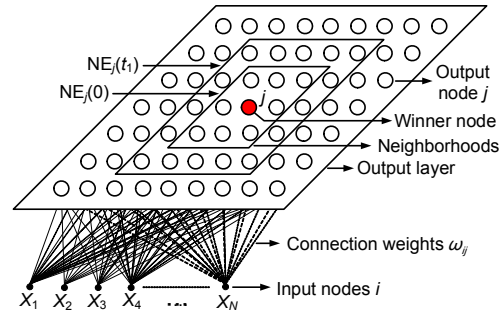 NEj(t1)
NEj(0)
j
Output
node j
Winner node
Neighborhoods
Output layer
Connection weights ωij
Input nodes i
X1 X2 X3 X4 XN